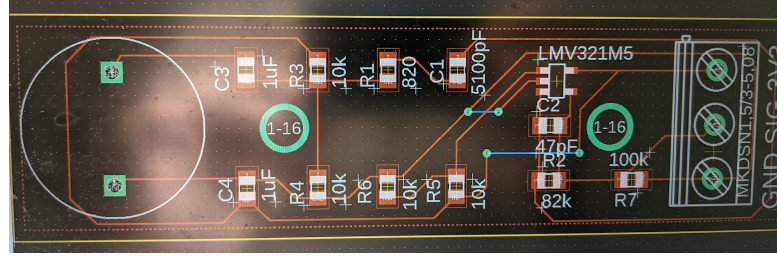 C3
1uF
R3
10k
R1
820
C1
5100pF
LMV321M5
C2
47pF
1-16
1-16
C4
1uF
R4
10k
R6
10k
R5
10k
R2
82k
100k
R7
MKDSN1,5/3-5,08
GND SIG 3V